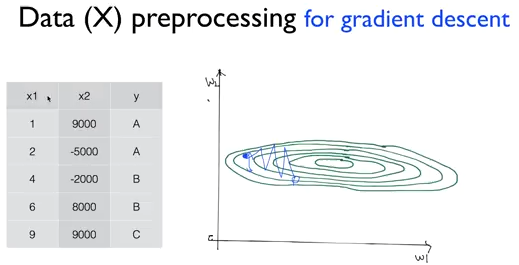 Data (X) preprocessing for gradient descent
x1 x2 y
1 9000 A
2 -5000 A
4 -2000 B
6 8000 B
9 9000 C
W2
W1